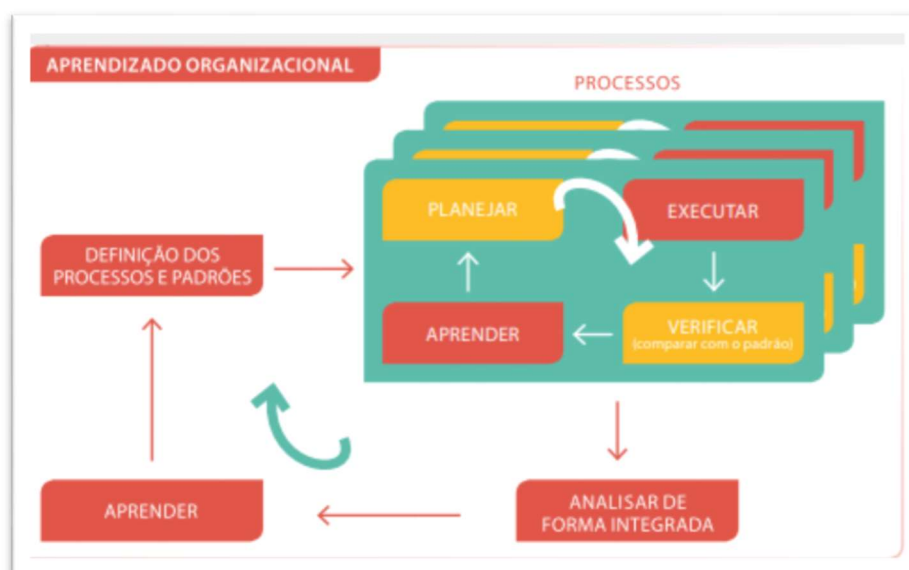 APRENDIZADO ORGANIZACIONAL
PROCESSOS
PLANEJAR
EXECUTAR
DEFINIÇÃO DOS
PROCESSOS E PADRÕES
APRENDER
VERIFICAR
(comparar com o padrão)
APRENDER
ANALISAR DE
FORMA INTEGRADA